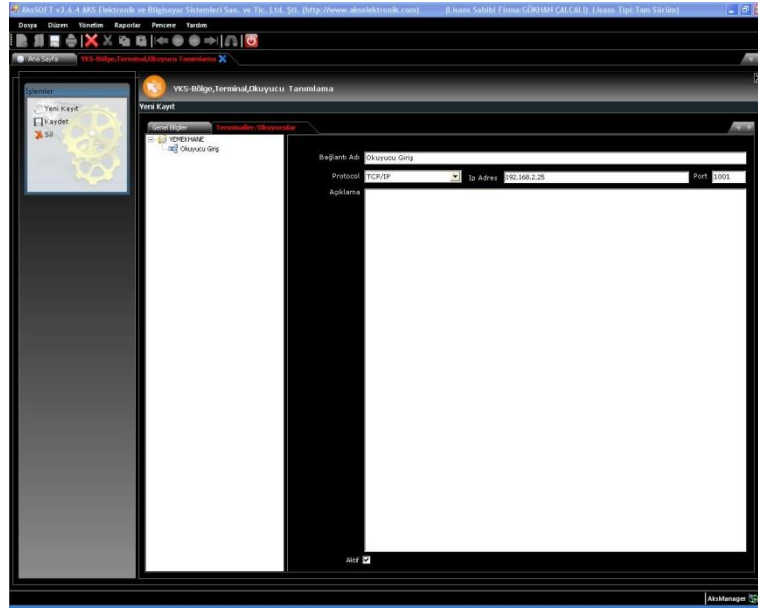 AksSOFT v3.6.4 AKS Elektronik ve Bilgisayar Sistemleri San. ve Tic. Ltd. Şti. (http://www.akselektronik.com) (Lisans Sahibi Firma:GÖKHAN ÇALÇALI) Lisans Tipi:Tam Sürüm)
Dosya Düzen Yönetim Raporlar Pencere Yardım
Ana Sayfa YKS-Bölge,Terminal,Okuyucu Tanımlama
İşlemler
Yeni Kayıt
Kaydet
Sil
YKS-Bölge,Terminal,Okuyucu Tanımlama
Yeni Kayıt
Genel Bilgiler Terminaller/Okuyucular
YEMEKHANE
Okuyucu Giriş
Bağlantı Adı Okuyucu Giriş
Protocol TCP/IP Ip Adres 192.168.2.25 Port 1001
Açıklama
Aktif
AksManager